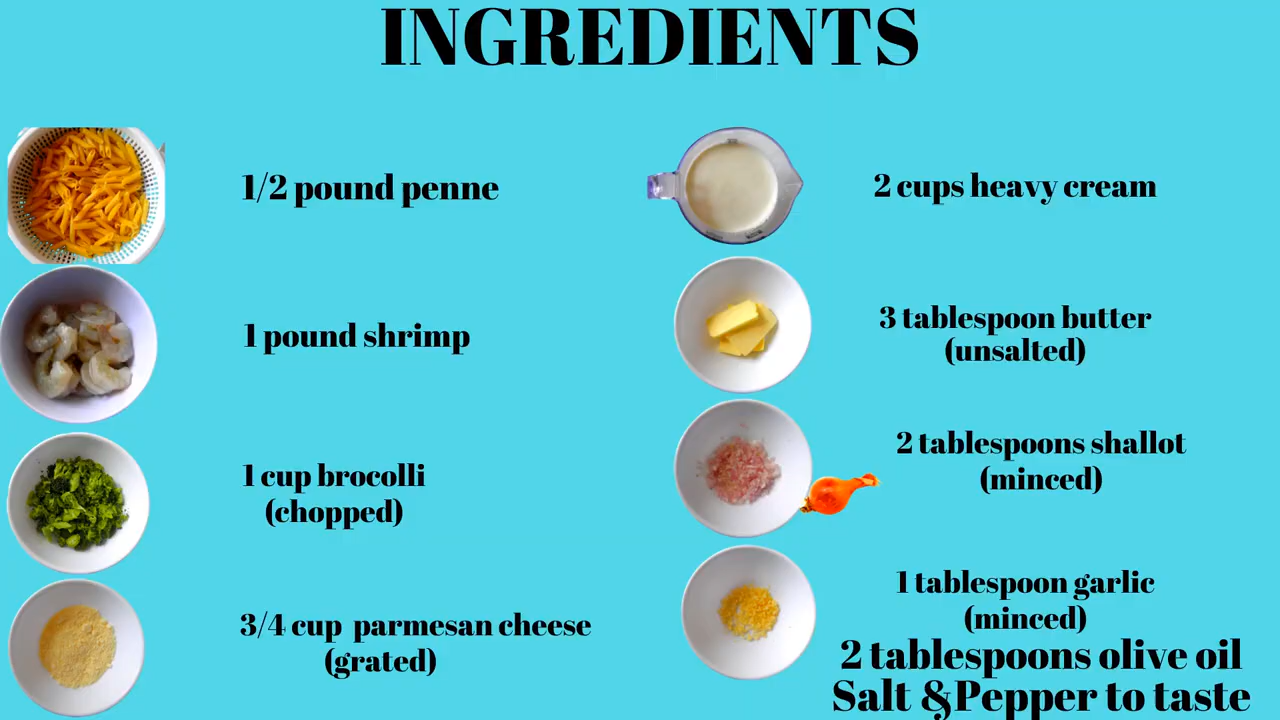 INGREDIENTS
1/2 pound penne
1 pound shrimp
1 cup brocolli
(chopped)
3/4 cup parmesan cheese
(grated)
2 cups heavy cream
3 tablespoon butter
(unsalted)
2 tablespoons shallot
(minced)
1 tablespoon garlic
(minced)
2 tablespoons olive oil
Salt &Pepper to taste